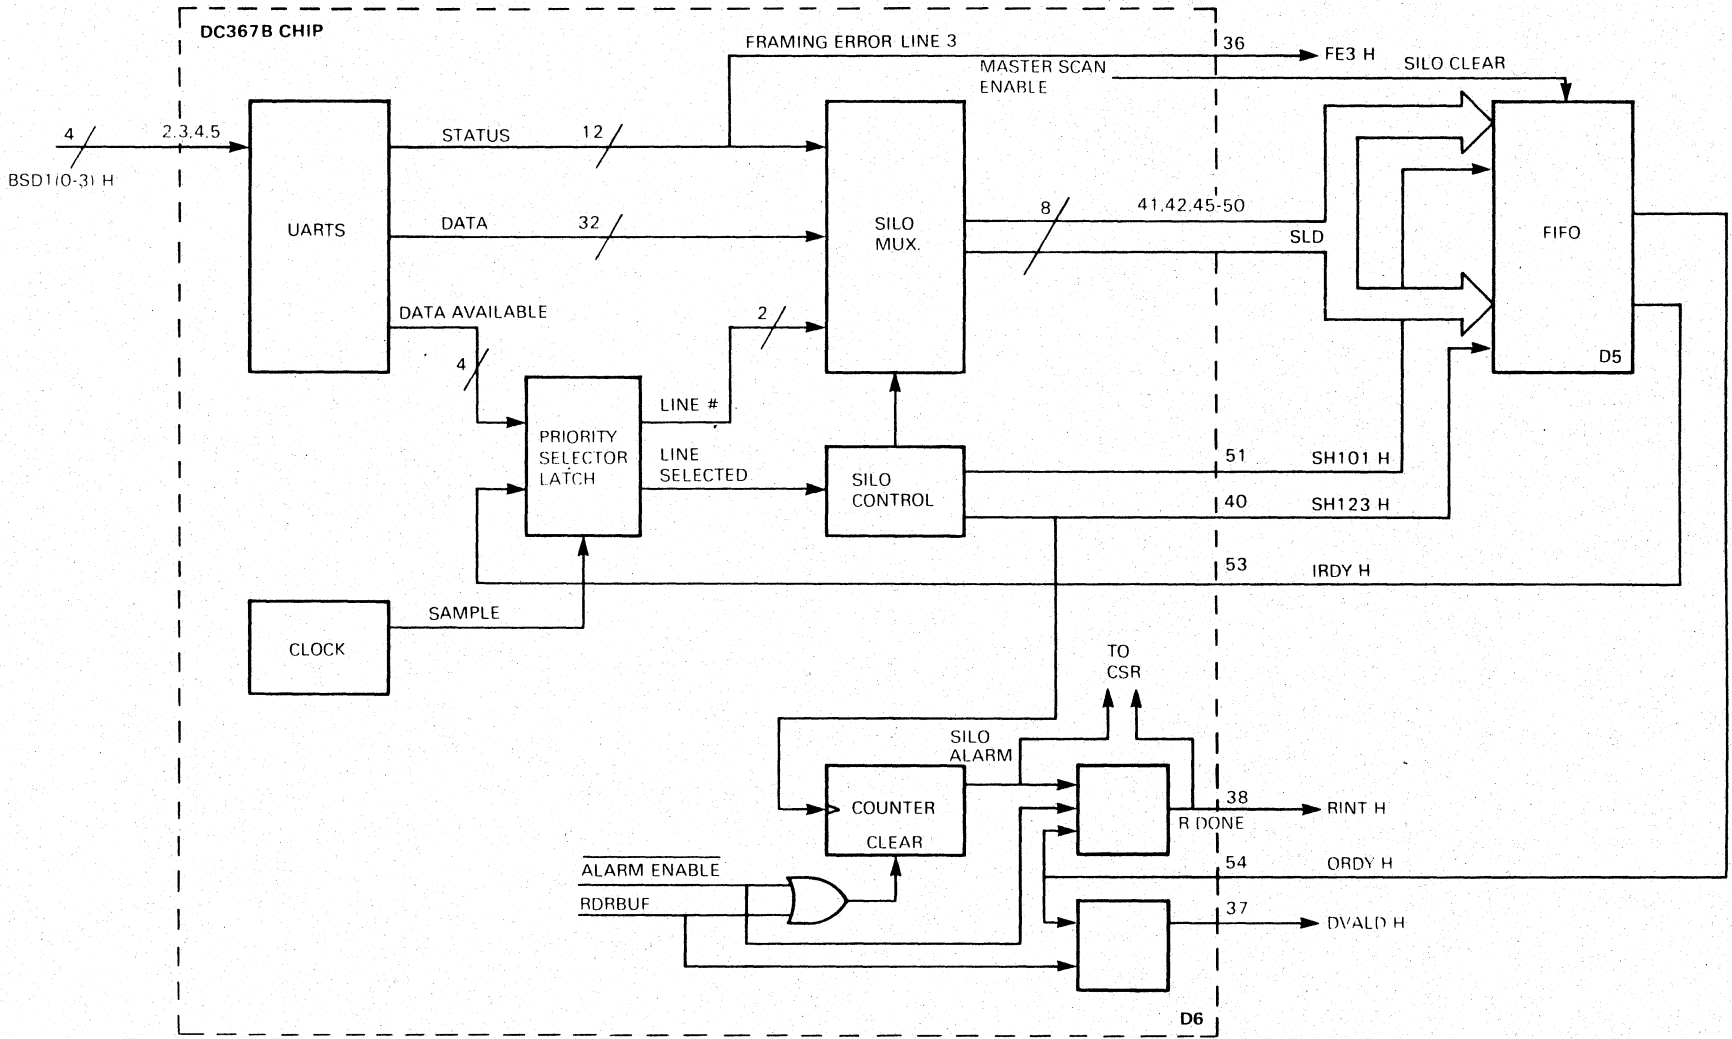 DC367B CHIP
FRAMING ERROR LINE 3
36
FE3 H
MASTER SCAN
ENABLE
SILO CLEAR
4
2.3.4.5
BSD1(0-3) H
UARTS
STATUS
12
DATA
32
DATA AVAILABLE
4
2
SILO
MUX.
8
41,42.45-50
SLD
FIFO
D5
PRIORITY
SELECTOR
LATCH
LINE #
LINE
SELECTED
SILO
CONTROL
51
SH101 H
40
SH123 H
53
IRDY H
CLOCK
SAMPLE
TO
CSR
SILO
ALARM
COUNTER
CLEAR
38
RINT H
R DONE
ALARM ENABLE
RDRBUF
54
ORDY H
37
DVALD H
D6